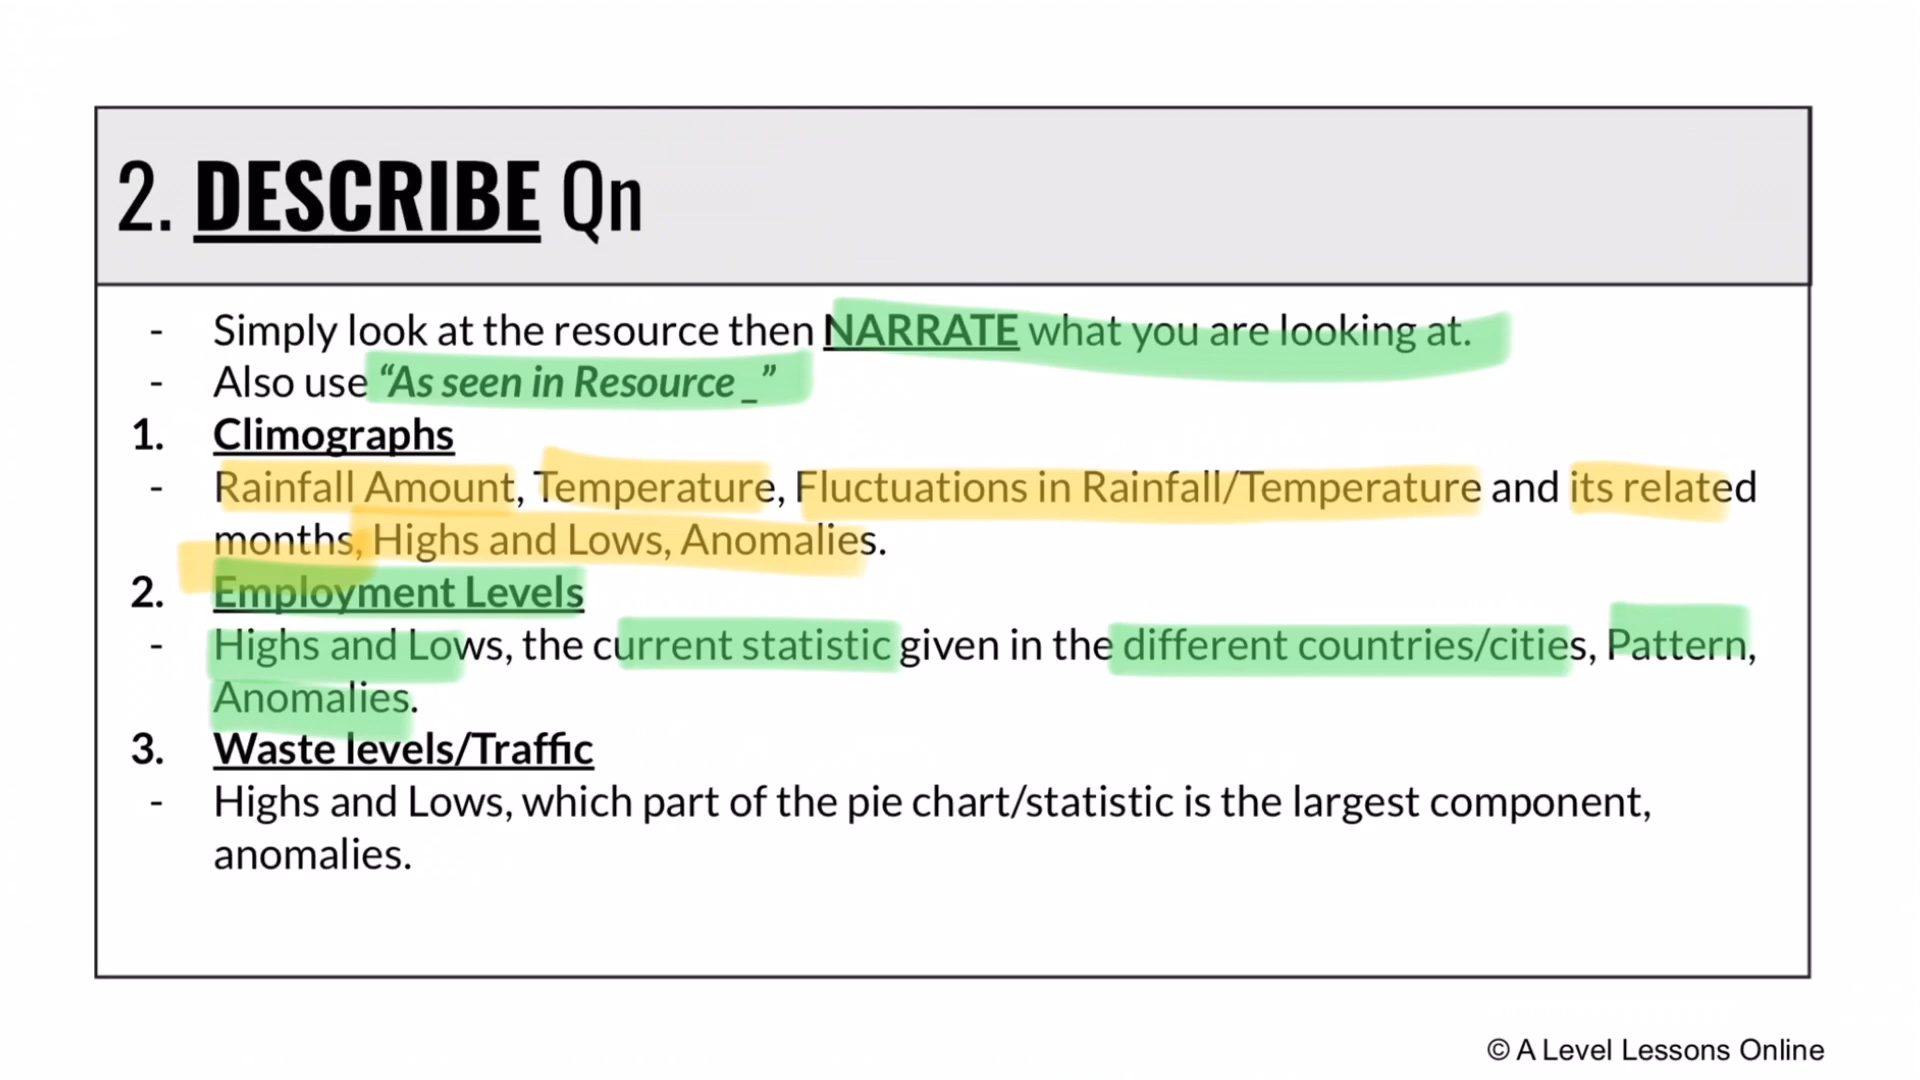 2. DESCRIBE Qn
- Simply look at the resource then NARRATE what you are looking at.
- Also use “As seen in Resource _”
1. Climographs
- Rainfall Amount, Temperature, Fluctuations in Rainfall/Temperature and its related
months, Highs and Lows, Anomalies.
2. Employment Levels
- Highs and Lows, the current statistic given in the different countries/cities, Pattern,
Anomalies.
3. Waste levels/Traffic
- Highs and Lows, which part of the pie chart/statistic is the largest component,
anomalies.
© A Level Lessons Online